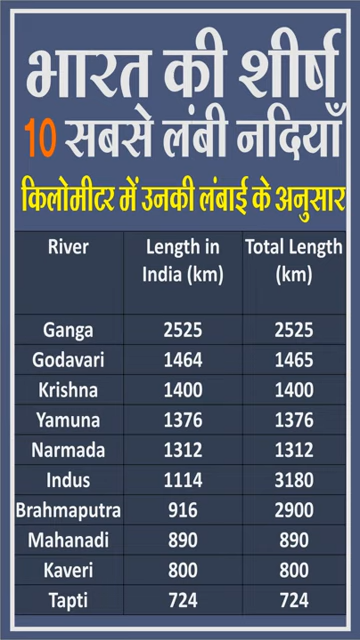 भारत की शीर्ष
10 सबसे लंबी नदियाँ
किलोमीटर में उनकी लंबाई के अनुसार
River Length in India (km) Total Length (km)
Ganga 2525 2525
Godavari 1464 1465
Krishna 1400 1400
Yamuna 1376 1376
Narmada 1312 1312
Indus 1114 3180
Brahmaputra 916 2900
Mahanadi 890 890
Kaveri 800 800
Tapti 724 724